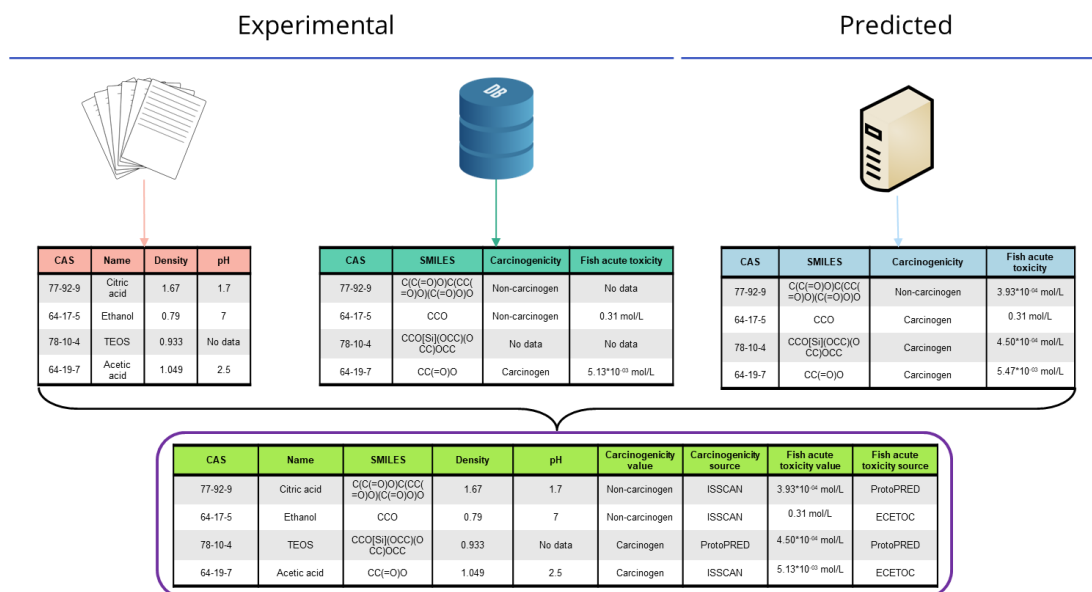 Experimental
Predicted
DB
CAS Name Density pH
77-92-9 Citric acid 1.67 1.7
64-17-5 Ethanol 0.79 7
78-10-4 TEOS 0.933 No data
64-19-7 Acetic acid 1.049 2.5
CAS SMILES Carcinogenicity Fish acute toxicity
77-92-9 C(C(=O)O)C(CC(=O)O)(C(=O)O)O Non-carcinogen No data
64-17-5 CCO Non-carcinogen 0.31 mol/L
78-10-4 CCO[Si](OCC)(OCC)OCC No data No data
64-19-7 CC(=O)O Carcinogen 5.13*10⁻⁰³ mol/L
CAS SMILES Carcinogenicity Fish acute toxicity
77-92-9 C(C(=O)O)C(CC(=O)O)(C(=O)O)O Non-carcinogen 3.93*10⁻⁰⁴ mol/L
64-17-5 CCO Carcinogen 0.31 mol/L
78-10-4 CCO[Si](OCC)(OCC)OCC Carcinogen 4.50*10⁻⁰⁴ mol/L
64-19-7 CC(=O)O Carcinogen 5.47*10⁻⁰³ mol/L
CAS Name SMILES Density pH Carcinogenicity value Carcinogenicity source Fish acute toxicity value Fish acute toxicity source
77-92-9 Citric acid C(C(=O)O)C(CC(=O)O)(C(=O)O)O 1.67 1.7 Non-carcinogen ISSCAN 3.93*10⁻⁰⁴ mol/L ProtoPRED
64-17-5 Ethanol CCO 0.79 7 Non-carcinogen ISSCAN 0.31 mol/L ECETOC
78-10-4 TEOS CCO[Si](OCC)(OCC)OCC 0.933 No data Carcinogen ProtoPRED 4.50*10⁻⁰⁴ mol/L ProtoPRED
64-19-7 Acetic acid CC(=O)O 1.049 2.5 Carcinogen ISSCAN 5.13*10⁻⁰³ mol/L ECETOC